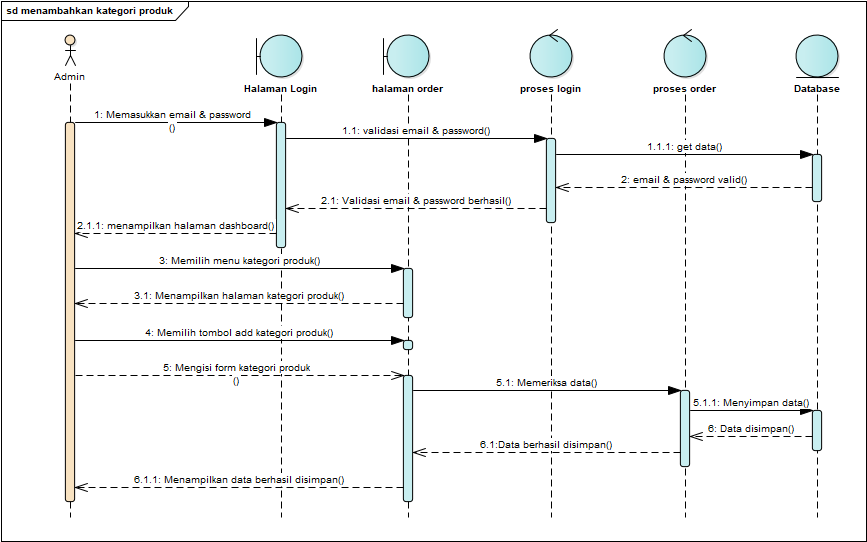 sd menambahkan kategori produk
Admin
Halaman Login
halaman order
proses login
proses order
Database
1: Memasukkan email & password
()
1.1: validasi email & password()
1.1.1: get data()
2: email & password valid()
2.1: Validasi email & password berhasil()
2.1.1: menampilkan halaman dashboard()
3: Memilih menu kategori produk()
3.1: Menampilkan halaman kategori produk()
4: Memilih tombol add kategori produk()
5: Mengisi form kategori produk
()
5.1: Memeriksa data()
5.1.1: Menyimpan data()
6: Data disimpan()
6.1:Data berhasil disimpan()
6.1.1: Menampilkan data berhasil disimpan()